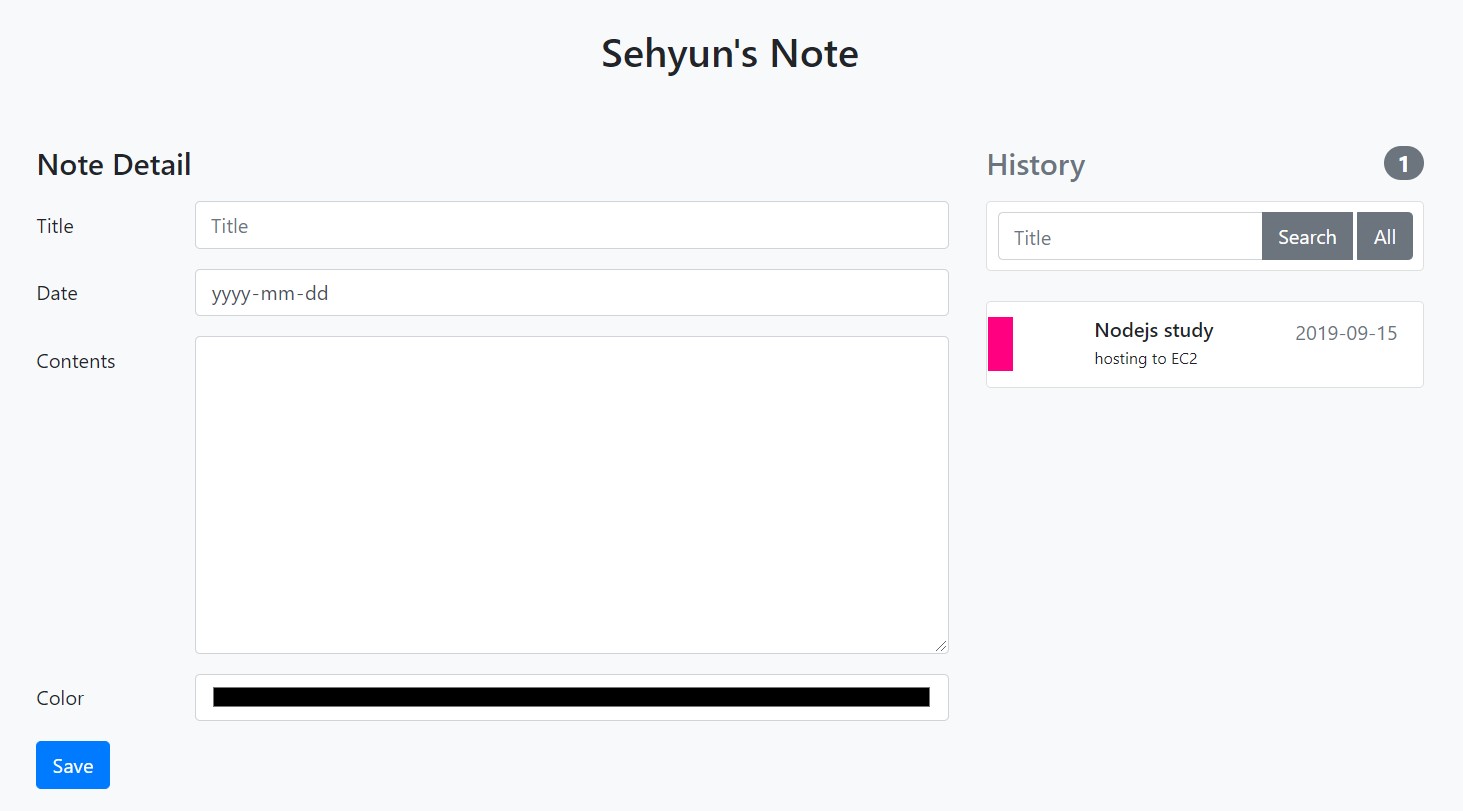 Sehyun's Note
Note Detail
Title
Title
Date
yyyy-mm-dd
Contents
Color
Save
History
1
Title
Search
All
Nodejs study
2019-09-15
hosting to EC2